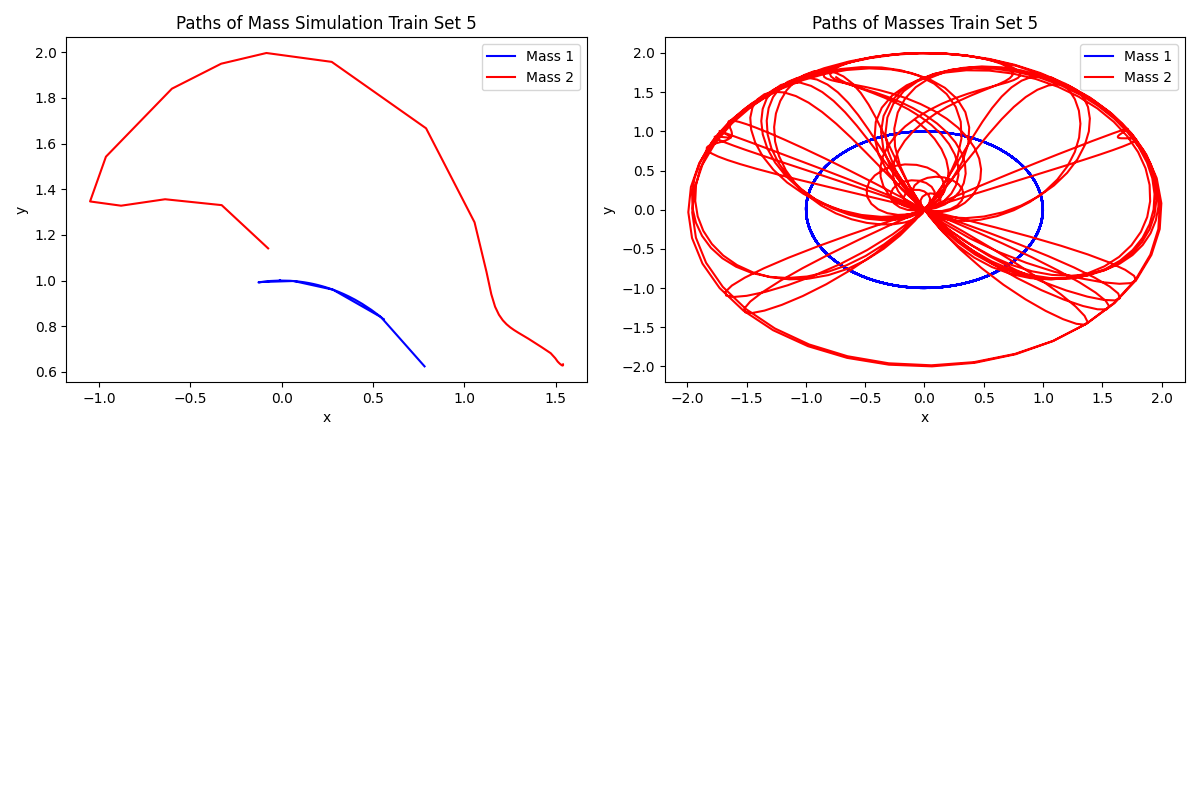 Paths of Mass Simulation Train Set 5
Mass 1
Mass 2
2.0
1.8
1.6
1.4
1.2
1.0
0.8
0.6
y
−1.0 −0.5 0.0 0.5 1.0 1.5
x
Paths of Masses Train Set 5
Mass 1
Mass 2
2.0
1.5
1.0
0.5
0.0
−0.5
−1.0
−1.5
−2.0
y
−2.0 −1.5 −1.0 −0.5 0.0 0.5 1.0 1.5 2.0
x